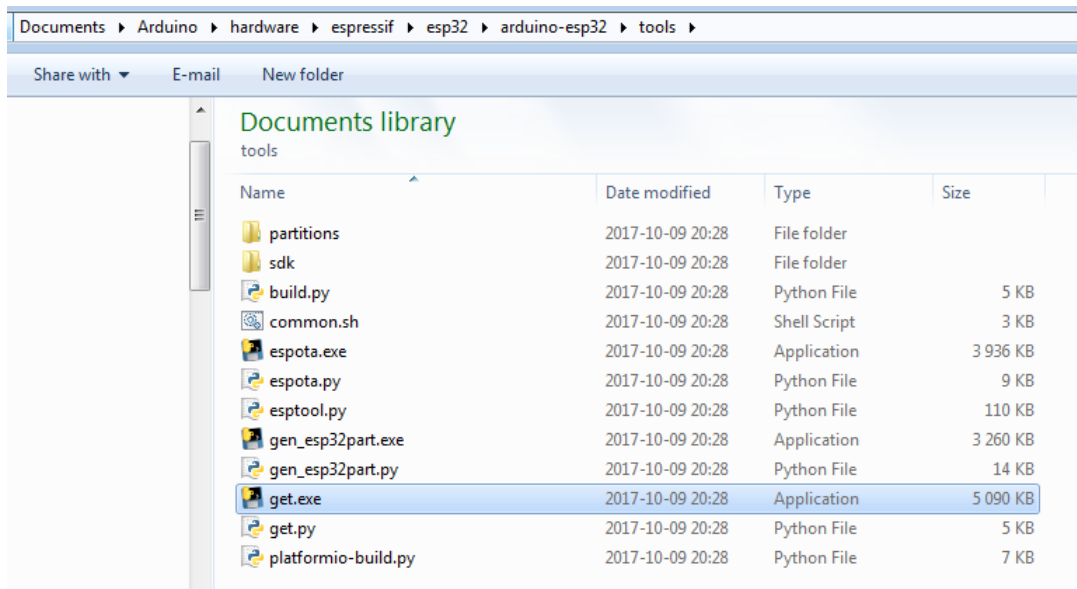 Documents Arduino hardware espressif esp32 arduino-esp32 tools
Share with E-mail New folder
Documents library
tools
Name Date modified Type Size
partitions 2017-10-09 20:28 File folder
sdk 2017-10-09 20:28 File folder
build.py 2017-10-09 20:28 Python File 5 KB
common.sh 2017-10-09 20:28 Shell Script 3 KB
espota.exe 2017-10-09 20:28 Application 3 936 KB
espota.py 2017-10-09 20:28 Python File 9 KB
esptool.py 2017-10-09 20:28 Python File 110 KB
gen_esp32part.exe 2017-10-09 20:28 Application 3 260 KB
gen_esp32part.py 2017-10-09 20:28 Python File 14 KB
get.exe 2017-10-09 20:28 Application 5 090 KB
get.py 2017-10-09 20:28 Python File 5 KB
platformio-build.py 2017-10-09 20:28 Python File 7 KB